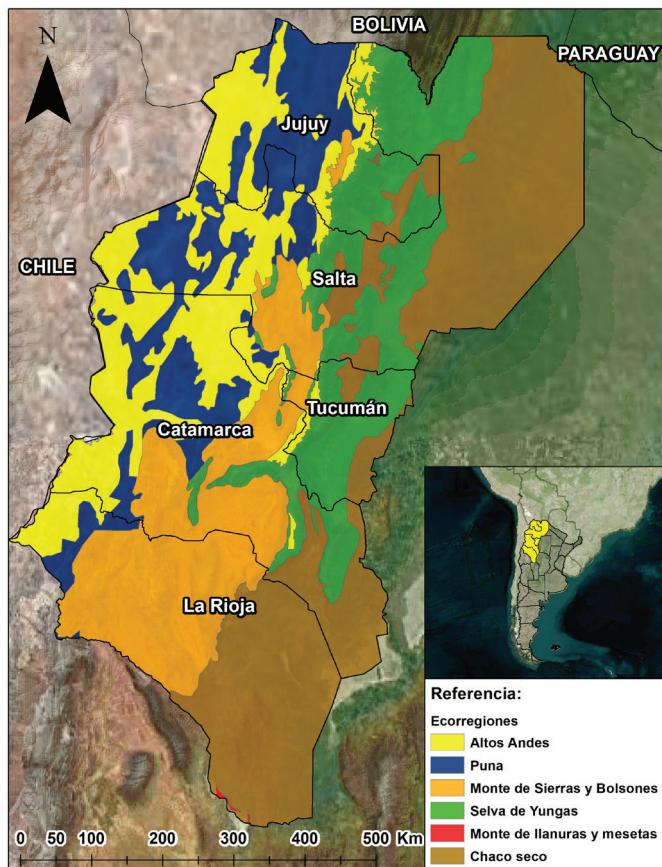 BOLIVIA
N
PARAGUAY
Jujuy
CHILE
Salta
Tucumán
Catamarca
La Rioja
Referencia:
Ecorregiones
Altos Andes
Puna
Monte de Sierras y Bolsones
Selva de Yungas
Monte de llanuras y mesetas
Chaco seco
0 50 100 200 300 400 500 Km